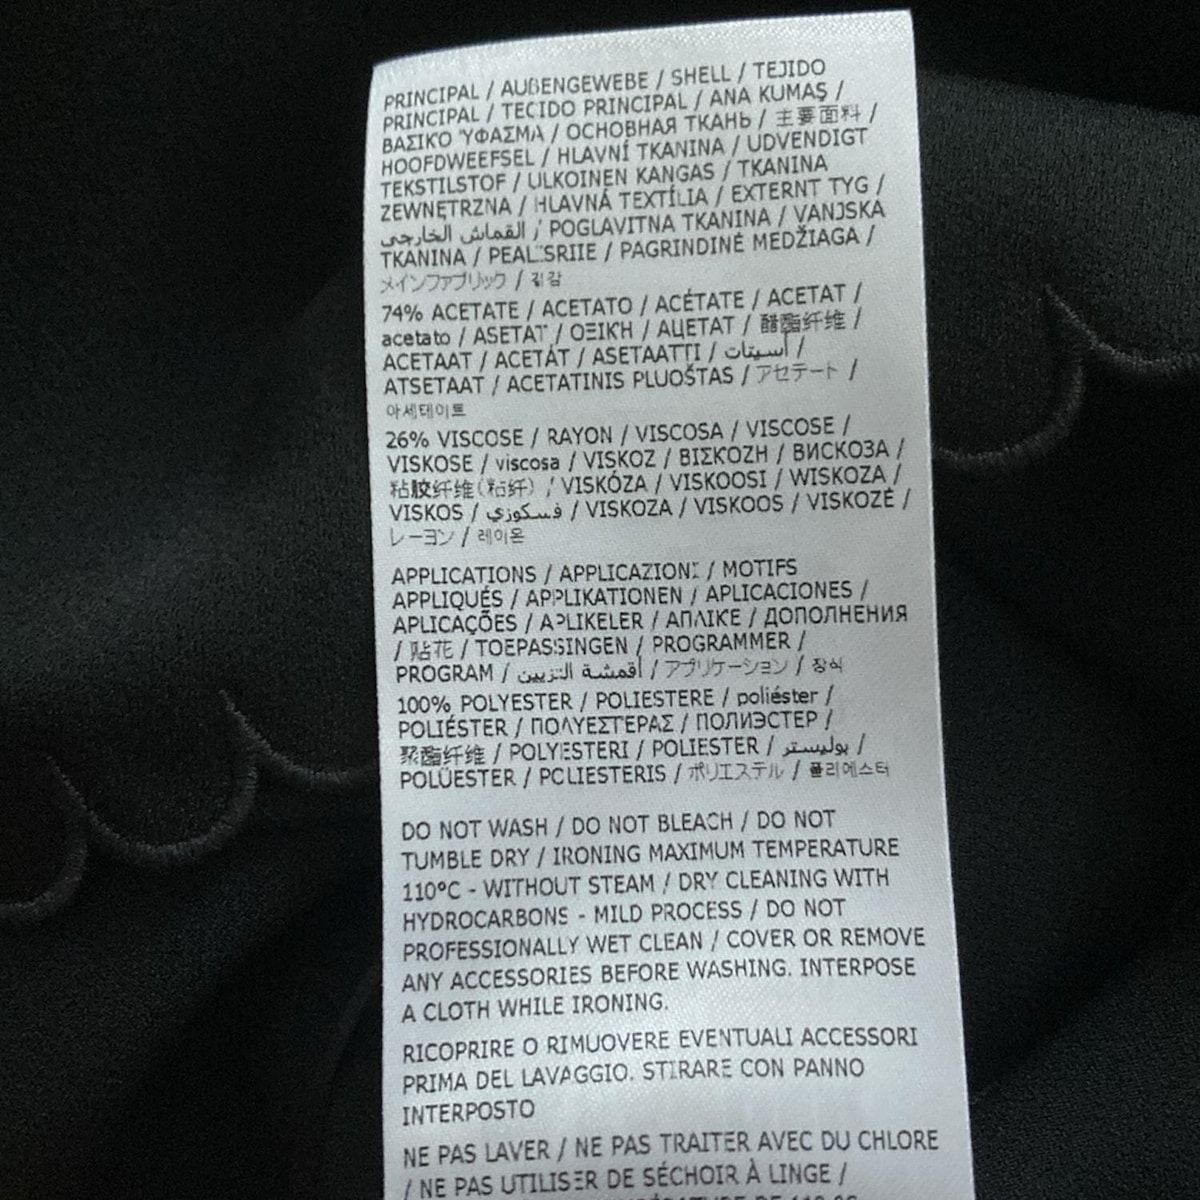 PRINCIPAL / AUßENGEWEBE / SHELL / TEJIDO
PRINCIPAL / TECIDO PRINCIPAL / ANA KUMAŞ /
ΒΑΣΙΚΟ ΎΦΑΣΜΑ / ОСНОВНАЯ ТКАНЬ / 主要面料 /
HOOFDWEEFSEL / HLAVNÍ TKANINA / UDVENDIGT
TEKSTILSTOF / ULKOINEN KANGAS / TKANINA
ZEWNĘTRZNA / HLAVNÁ TEXTÍLIA / EXTERNT TYG /
القماش الخارجي / POGLAVITNA TKANINA / VANJSKA
TKANINA / PEALISRIIE / PAGRINDINĖ MEDŽIAGA /
メインファブリック / 겉감
74% ACETATE / ACETATO / ACÉTATE / ACETAT /
acetato / ASETAT / ΟΞΙΚΉ / АЦЕТАТ / 醋酯纤维 /
ACETAAT / ACETÁT / ASETAATTI / أسيتات /
ATSETAAT / ACETATINIS PLUOŠTAS / アセテート /
아세테이트
26% VISCOSE / RAYON / VISCOSA / VISCOSE /
VISKOSE / viscosa / VISKOZ / ΒΙΣΚΟΖΗ / ВИСКОЗА /
粘胶纤维(粘纤) / VISKÓZA / VISKOOSI / WISKOZA /
VISKOS / فسكوزي / VISKOZA / VISKOOS / VISKOZĖ /
レーヨン / 레이온
APPLICATIONS / APPLICAZIONI / MOTIFS
APPLIQUÉS / APPLIKATIONEN / APLICACIONES /
APLICAÇÕES / APLIKELER / ΑΠΛΙΚΕ / ДОПОЛНЕНИЯ
/ 贴花 / TOEPASSINGEN / PROGRAMMER /
PROGRAM / أقمشة التزيين / アプリケーション / 장식
100% POLYESTER / POLIESTERE / poliéster /
POLIÉSTER / ΠΟΛΥΕΣΤΕΡΑΣ / ПОЛИЭСТЕР /
聚酯纤维 / POLYESTERI / POLIESTER / بوليستر /
POLÜESTER / POLIESTERIS / ポリエステル / 폴리에스터
DO NOT WASH / DO NOT BLEACH / DO NOT
TUMBLE DRY / IRONING MAXIMUM TEMPERATURE
110°C - WITHOUT STEAM / DRY CLEANING WITH
HYDROCARBONS - MILD PROCESS / DO NOT
PROFESSIONALLY WET CLEAN / COVER OR REMOVE
ANY ACCESSORIES BEFORE WASHING. INTERPOSE
A CLOTH WHILE IRONING.
RICOPRIRE O RIMUOVERE EVENTUALI ACCESSORI
PRIMA DEL LAVAGGIO. STIRARE CON PANNO
INTERPOSTO
NE PAS LAVER / NE PAS TRAITER AVEC DU CHLORE
/ NE PAS UTILISER DE SÉCHOIR À LINGE /